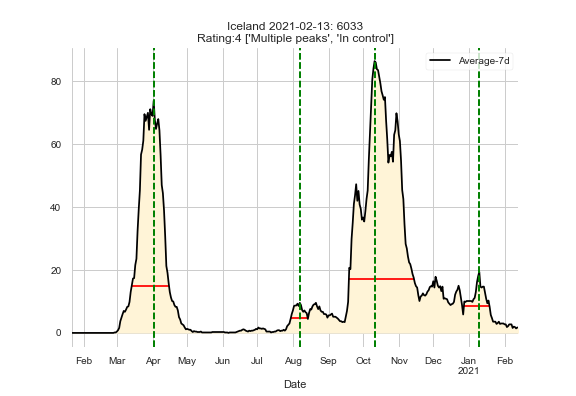 Iceland 2021-02-13: 6033
Rating:4 ['Multiple peaks', 'In control']
Average-7d
80
60
40
20
0
Feb Mar Apr May Jun Jul Aug Sep Oct Nov Dec Jan Feb
2021
Date